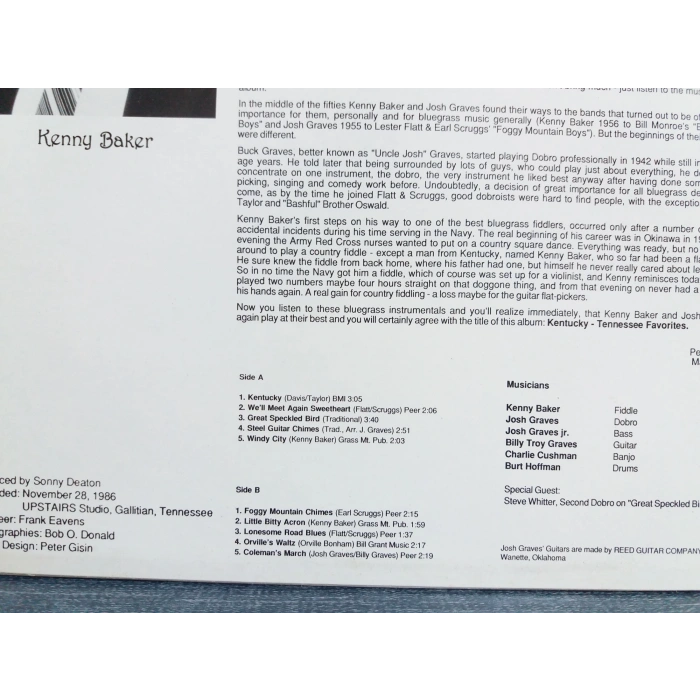 Kenny Baker
album. just listen to the mus
In the middle of the fifties Kenny Baker and Josh Graves found their ways to the bands that turned out to be of
importance for them, personally and for bluegrass music generally (Kenny Baker 1956 to Bill Monroe's "B
Boys" and Josh Graves 1955 to Lester Flatt & Earl Scruggs' "Foggy Mountain Boys"). But the beginnings of the
were different.
Buck Graves, better known as "Uncle Josh" Graves, started playing Dobro professionally in 1942 while still in
age years. He told later that being surrounded by lots of guys, who could play just about everything, he d
concentrate on one instrument, the dobro, the very instrument he liked best anyway after having done som
picking, singing and comedy work before. Undoubtedly, a decision of great importance for all bluegrass de
come, as by the time he joined Flatt & Scruggs, good dobroists were hard to find people, with the exceptio
Taylor and "Bashful" Brother Oswald.
Kenny Baker's first steps on his way to one of the best bluegrass fiddlers, occurred only after a number o
accidental incidents during his time serving in the Navy. The real beginning of his career was in Okinawa in 19
evening the Army Red Cross nurses wanted to put on a country square dance. Everything was ready, but no
around to play a country fiddle - except a man from Kentucky, named Kenny Baker, who so far had been a fla
He sure knew the fiddle from back home, where his father had one, but himself he never really cared about le
So in no time the Navy got him a fiddle, which of course was set up for a violinist, and Kenny reminisces toda
played two numbers maybe four hours straight on that doggone thing, and from that evening on never had a
his hands again. A real gain for country fiddling - a loss maybe for the guitar flat-pickers.
Now you listen to these bluegrass instrumentals and you'll realize immediately, that Kenny Baker and Josh
again play at their best and you will certainly agree with the title of this album: Kentucky - Tennessee Favorites.
Pe
M
Side A
1. Kentucky (Davis/Taylor) BMI 3:05
2. We'll Meet Again Sweetheart (Flatt/Scruggs) Peer 2:06
3. Great Speckled Bird (Traditional) 3:40
4. Steel Guitar Chimes (Trad., Arr. J. Graves) 2:51
5. Windy City (Kenny Baker) Grass Mt. Pub. 2:03
Side B
1. Foggy Mountain Chimes (Earl Scruggs) Peer 2:15
2. Little Bitty Acron (Kenny Baker) Grass Mt. Pub. 1:59
3. Lonesome Road Blues (Flatt/Scruggs) Peer 1:37
4. Orville's Waltz (Orville Bonham) Bill Grant Music 2:17
5. Coleman's March (Josh Graves/Billy Graves) Peer 2:19
Musicians
Kenny Baker Fiddle
Josh Graves Dobro
Josh Graves jr. Bass
Billy Troy Graves Guitar
Charlie Cushman Banjo
Burt Hoffman Drums
Special Guest:
Steve Whitter, Second Dobro on "Great Speckled Bi
Josh Graves' Guitars are made by REED GUITAR COMPANY
Wanette, Oklahoma
ced by Sonny Deaton
ded: November 28, 1986
UPSTAIRS Studio, Gallitian, Tennessee
eer: Frank Eavens
graphies: Bob O. Donald
Design: Peter Gisin